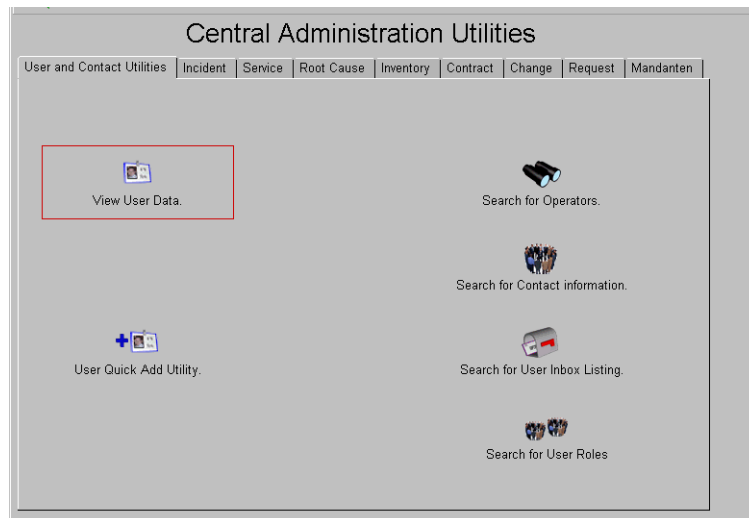 Central Administration Utilities
User and Contact Utilities Incident Service Root Cause Inventory Contract Change Request Mandanten
View User Data.
Search for Operators.
Search for Contact information.
User Quick Add Utility.
Search for User Inbox Listing.
Search for User Roles